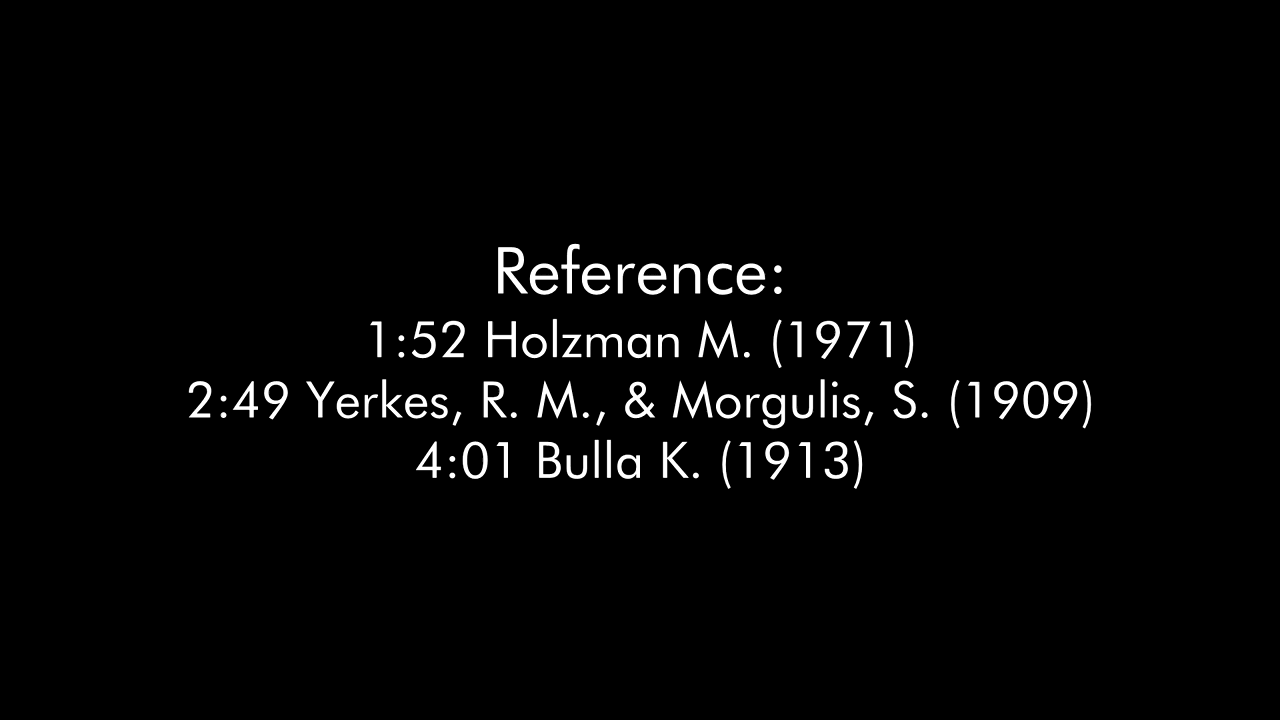 Reference:
1:52 Holzman M. (1971)
2:49 Yerkes, R. M., & Morgulis, S. (1909)
4:01 Bulla K. (1913)